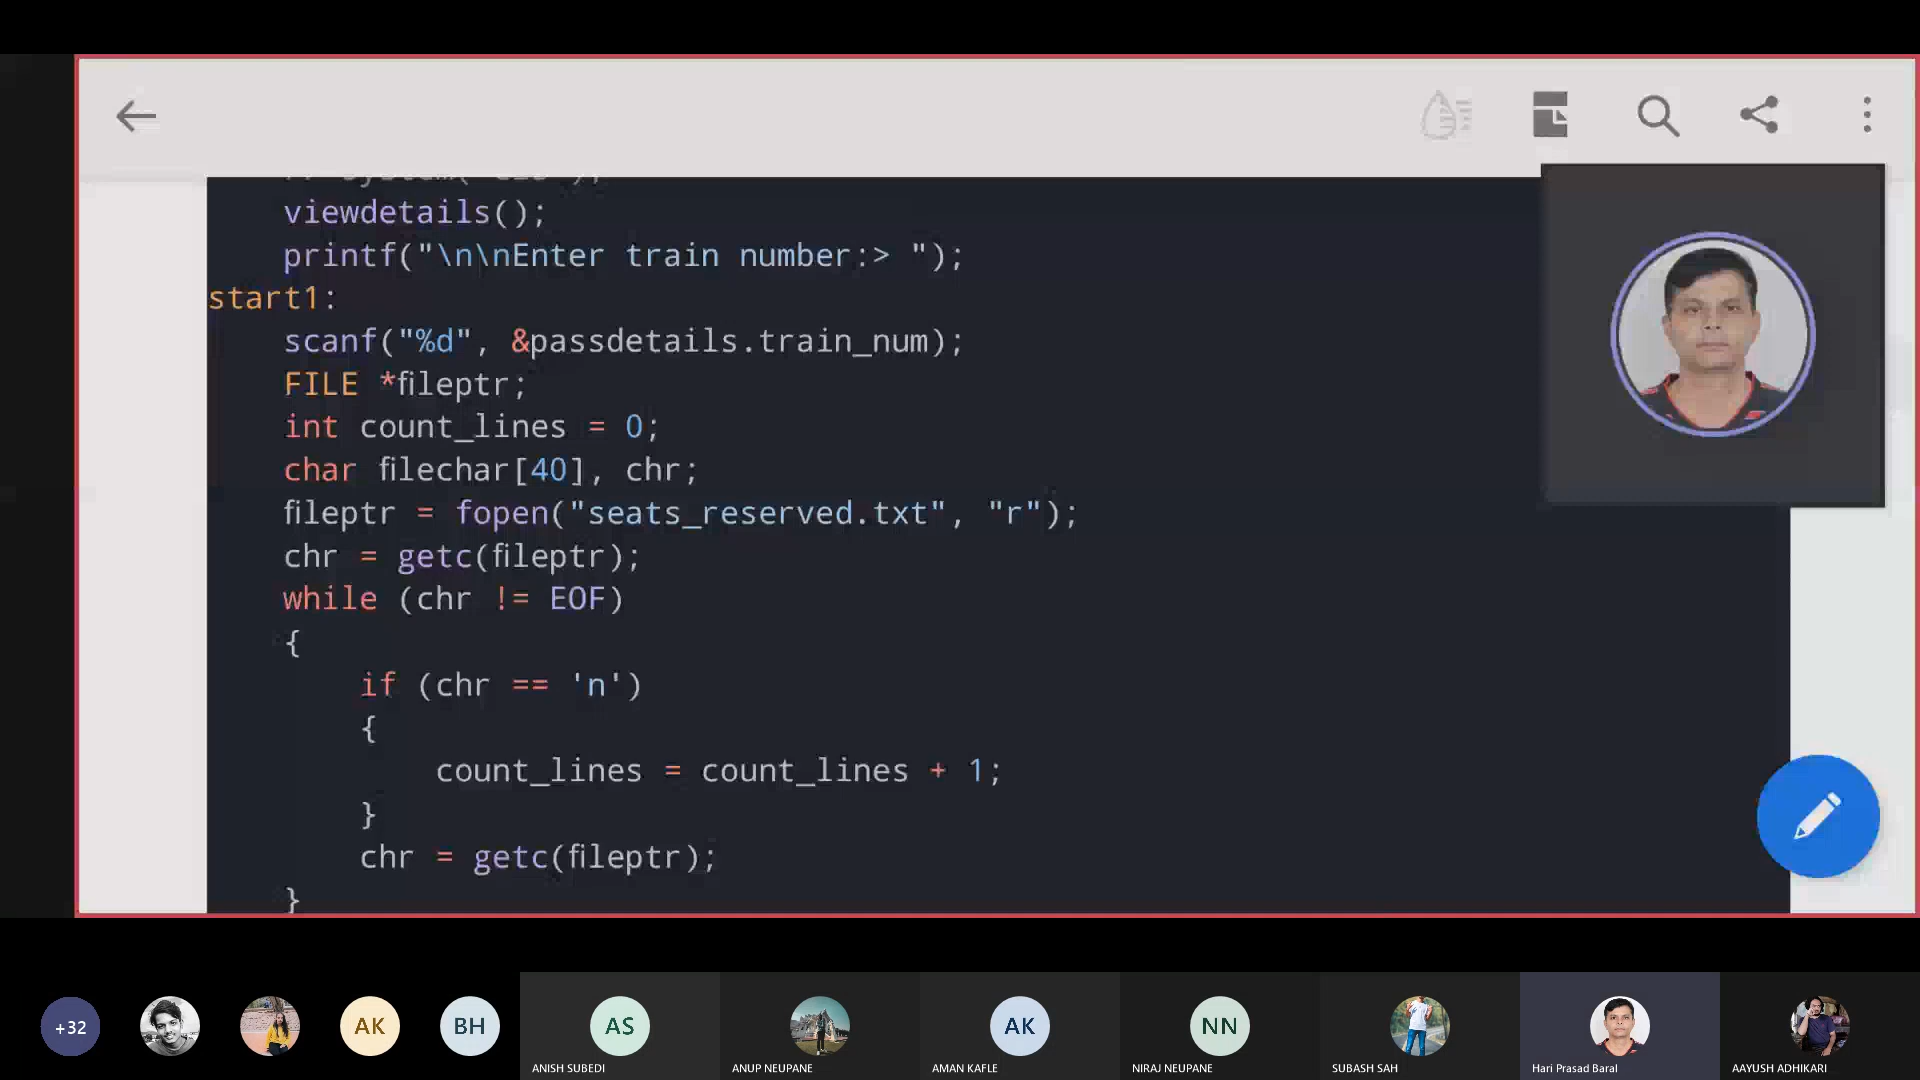 viewdetails();
printf("\n\nEnter train number:> ");
start1:
scanf("%d", &passdetails.train_num);
FILE *fileptr;
int count_lines = 0;
char filechar[40], chr;
fileptr = fopen("seats_reserved.txt", "r");
chr = getc(fileptr);
while (chr != EOF)
{
if (chr == 'n')
{
count_lines = count_lines + 1;
}
chr = getc(fileptr);
}
+32
AK
BH
AS
AK
NN
ANISH SUBEDI
ANUP NEUPANE
AMAN KAFLE
NIRAJ NEUPANE
SUBASH SAH
Hari Prasad Baral
AAYUSH ADHIKARI